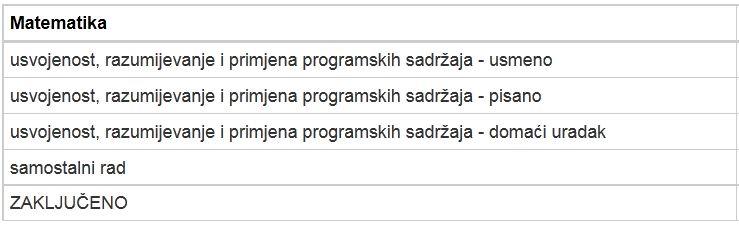 Matematika
usvojenost, razumijevanje i primjena programskih sadržaja - usmeno
usvojenost, razumijevanje i primjena programskih sadržaja - pisano
usvojenost, razumijevanje i primjena programskih sadržaja - domaći uradak
samostalni rad
ZAKLJUČENO